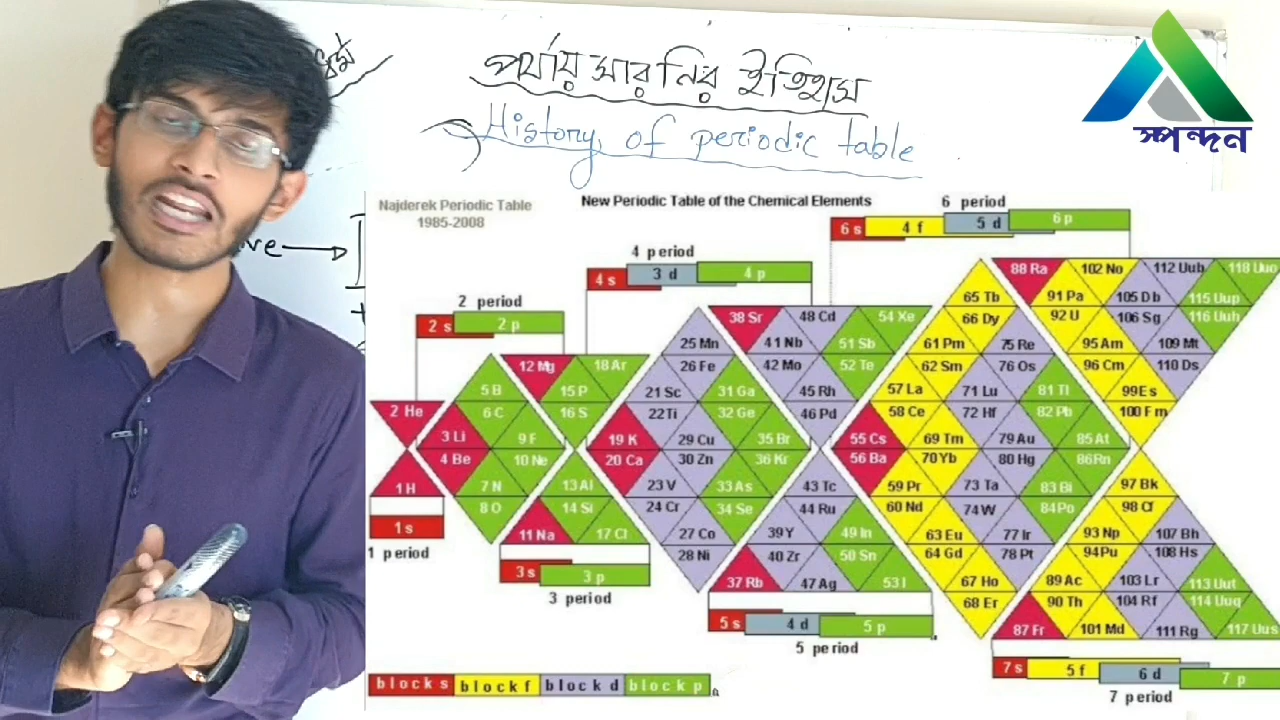 পর্যায় সারনির ইতিহাস
History of periodic table
স্পন্দন
Najderek Periodic Table
1985-2008
New Periodic Table of the Chemical Elements
6 period
6 s 4 f 5 d 6 p
4 period
4 s 3 d 4 p
2 period
2 s 2 p
88 Ra 102 No 112 Uub 118 Uuo
65 Tb 91 Pa 105 Db 115 Uup
38 Sr 48 Cd 54 Xe 66 Dy 92 U 106 Sg 116 Uuh
25 Mn 41 Nb 51 Sb 61 Pm 75 Re 95 Am 109 Mt
12 Mg 18 Ar 26 Fe 42 Mo 52 Te 62 Sm 76 Os 96 Cm 110 Ds
5 B 15 P 21 Sc 31 Ga 45 Rh 57 La 71 Lu 81 Tl 99 Es
2 He 6 C 16 S 22 Ti 32 Ge 46 Pd 58 Ce 72 Hf 82 Pb 100 Fm
3 Li 9 F 19 K 29 Cu 35 Br 55 Cs 69 Tm 79 Au 85 At
4 Be 10 Ne 20 Ca 30 Zn 36 Kr 56 Ba 70 Yb 80 Hg 86 Rn
1 H 7 N 13 Al 23 V 33 As 43 Tc 59 Pr 73 Ta 83 Bi 97 Bk
8 O 14 Si 24 Cr 34 Se 44 Ru 60 Nd 74 W 84 Po 98 Cf
11 Na 17 Cl 27 Co 39 Y 49 In 63 Eu 77 Ir 93 Np 107 Bh
28 Ni 40 Zr 50 Sn 64 Gd 78 Pt 94 Pu 108 Hs
37 Rb 47 Ag 53 I 67 Ho 89 Ac 103 Lr 113 Uut
68 Er 90 Th 104 Rf 114 Uuq
87 Fr 101 Md 111 Rg 117 Uus
1 s
1 period
3 s 3 p
3 period
5 s 4 d 5 p
5 period
7 s 5 f 6 d 7 p
7 period
block s block f block d block p